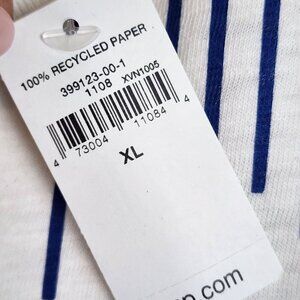 100% RECYCLED PAPER
399123-00-1
1108 XVN1005
4 73004 11084 4
XL
p.com